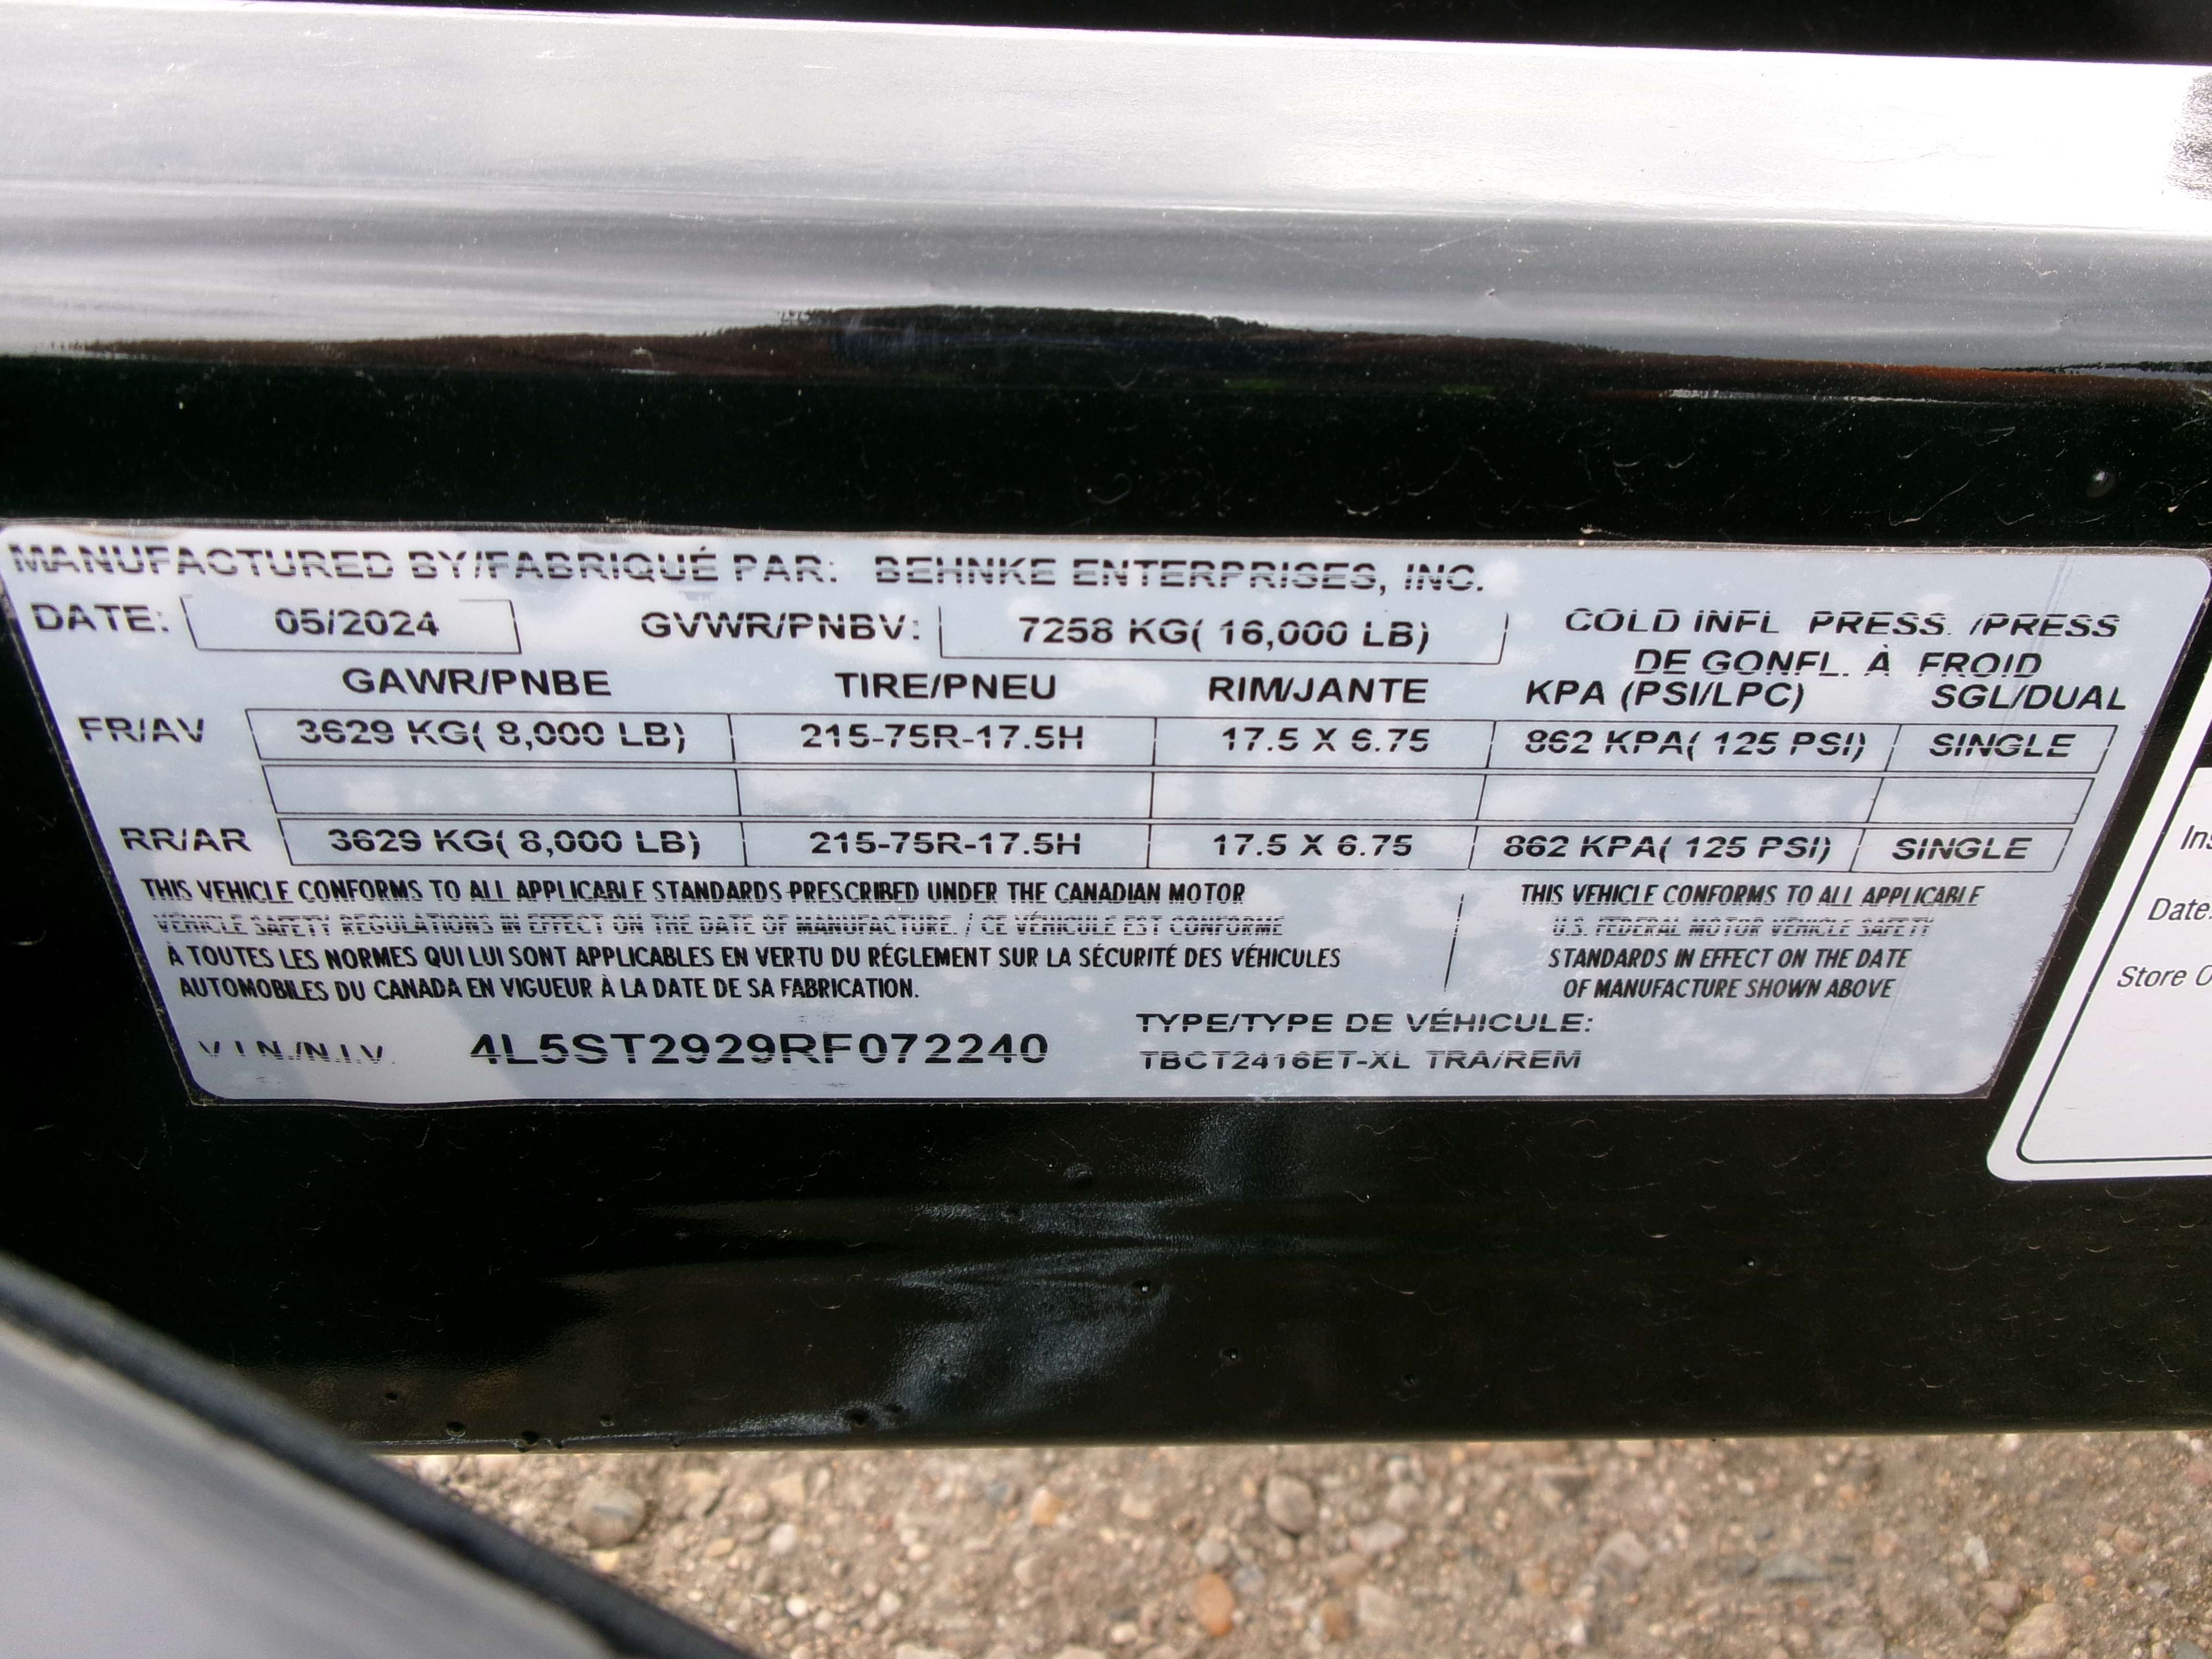 MANUFACTURED BY/FABRIQUÉ PAR: BEHNKE ENTERPRISES, INC.
DATE: 05/2024 GVWR/PNBV: 7258 KG( 16,000 LB)
COLD INFL PRESS. /PRESS
DE GONFL. À FROID
GAWR/PNBE TIRE/PNEU RIM/JANTE KPA (PSI/LPC) SGL/DUAL
FR/AV 3629 KG( 8,000 LB) 215-75R-17.5H 17.5 X 6.75 862 KPA( 125 PSI) SINGLE
RR/AR 3629 KG( 8,000 LB) 215-75R-17.5H 17.5 X 6.75 862 KPA( 125 PSI) SINGLE
THIS VEHICLE CONFORMS TO ALL APPLICABLE STANDARDS PRESCRIBED UNDER THE CANADIAN MOTOR
VEHICLE SAFETY REGULATIONS IN EFFECT ON THE DATE OF MANUFACTURE. / CE VÉHICULE EST CONFORME
À TOUTES LES NORMES QUI LUI SONT APPLICABLES EN VERTU DU RÉGLEMENT SUR LA SÉCURITÉ DES VÉHICULES
AUTOMOBILES DU CANADA EN VIGUEUR À LA DATE DE SA FABRICATION.
THIS VEHICLE CONFORMS TO ALL APPLICABLE
U.S. FEDERAL MOTOR VEHICLE SAFETY
STANDARDS IN EFFECT ON THE DATE
OF MANUFACTURE SHOWN ABOVE
V.I.N./N.I.V. 4L5ST2929RF072240
TYPE/TYPE DE VÉHICULE:
TBCT2416ET-XL TRA/REM
Date:
Store